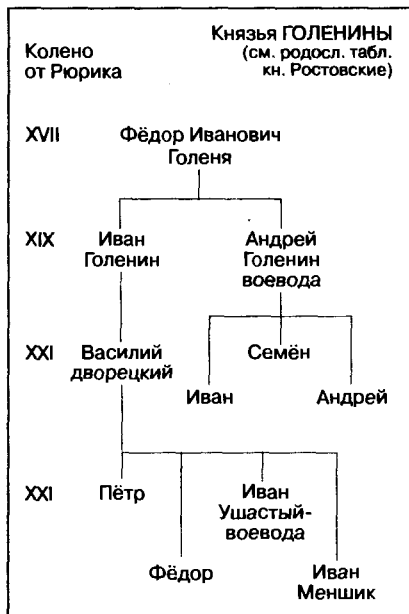 Князья ГОЛЕНИНЫ
(см. родосл. табл.
кн. Ростовские)
Колено
от Рюрика
XVII Фёдор Иванович
Голеня
XIX Иван Андрей
Голенин Голенин
воевода
XXI Василий Семён
дворецкий
Иван Андрей
XXI Пётр Иван
Ушастый-
воевода
Фёдор Иван
Меншик